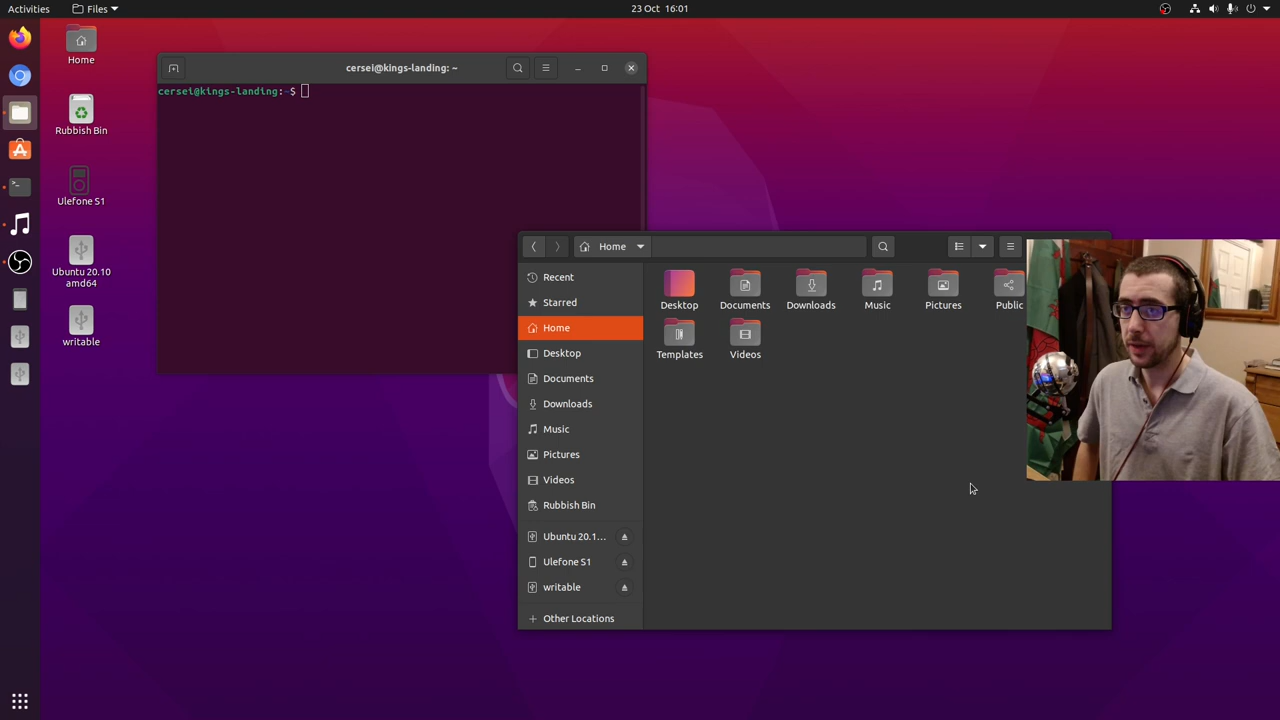 Activities
Files
23 Oct 16:01
Home
Rubbish Bin
Ulefone S1
Ubuntu 20.10
amd64
writable
cersei@kings-landing: ~
cersei@kings-landing:~$
Home
Recent
Starred
Home
Desktop
Documents
Downloads
Music
Pictures
Videos
Rubbish Bin
Ubuntu 20.1...
Ulefone S1
writable
Other Locations
Desktop
Documents
Downloads
Music
Pictures
Public
Templates
Videos